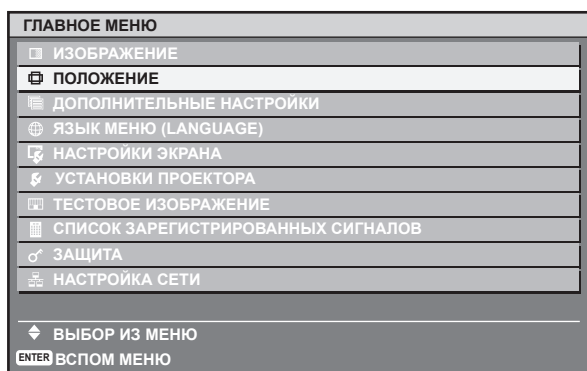 ГЛАВНОЕ МЕНЮ
ИЗОБРАЖЕНИЕ
ПОЛОЖЕНИЕ
ДОПОЛНИТЕЛЬНЫЕ НАСТРОЙКИ
ЯЗЫК МЕНЮ (LANGUAGE)
НАСТРОЙКИ ЭКРАНА
УСТАНОВКИ ПРОЕКТОРА
ТЕСТОВОЕ ИЗОБРАЖЕНИЕ
СПИСОК ЗАРЕГИСТРИРОВАННЫХ СИГНАЛОВ
ЗАЩИТА
НАСТРОЙКА СЕТИ
ВЫБОР ИЗ МЕНЮ
ENTER ВСПОМ МЕНЮ